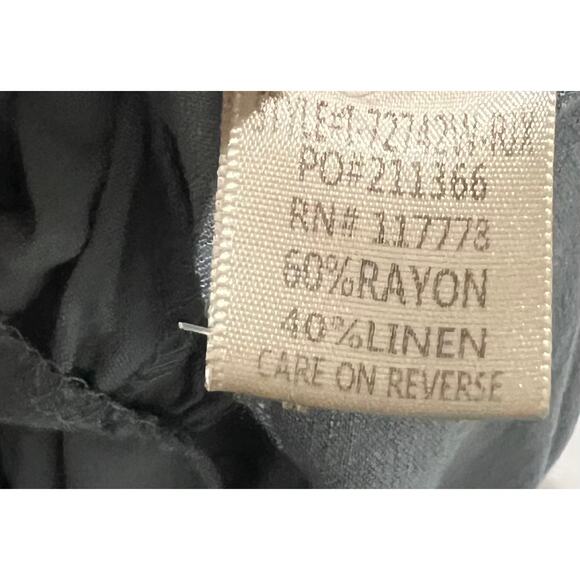 PO#211366
RN# 117778
60%RAYON
40%LINEN
CARE ON REVERSE